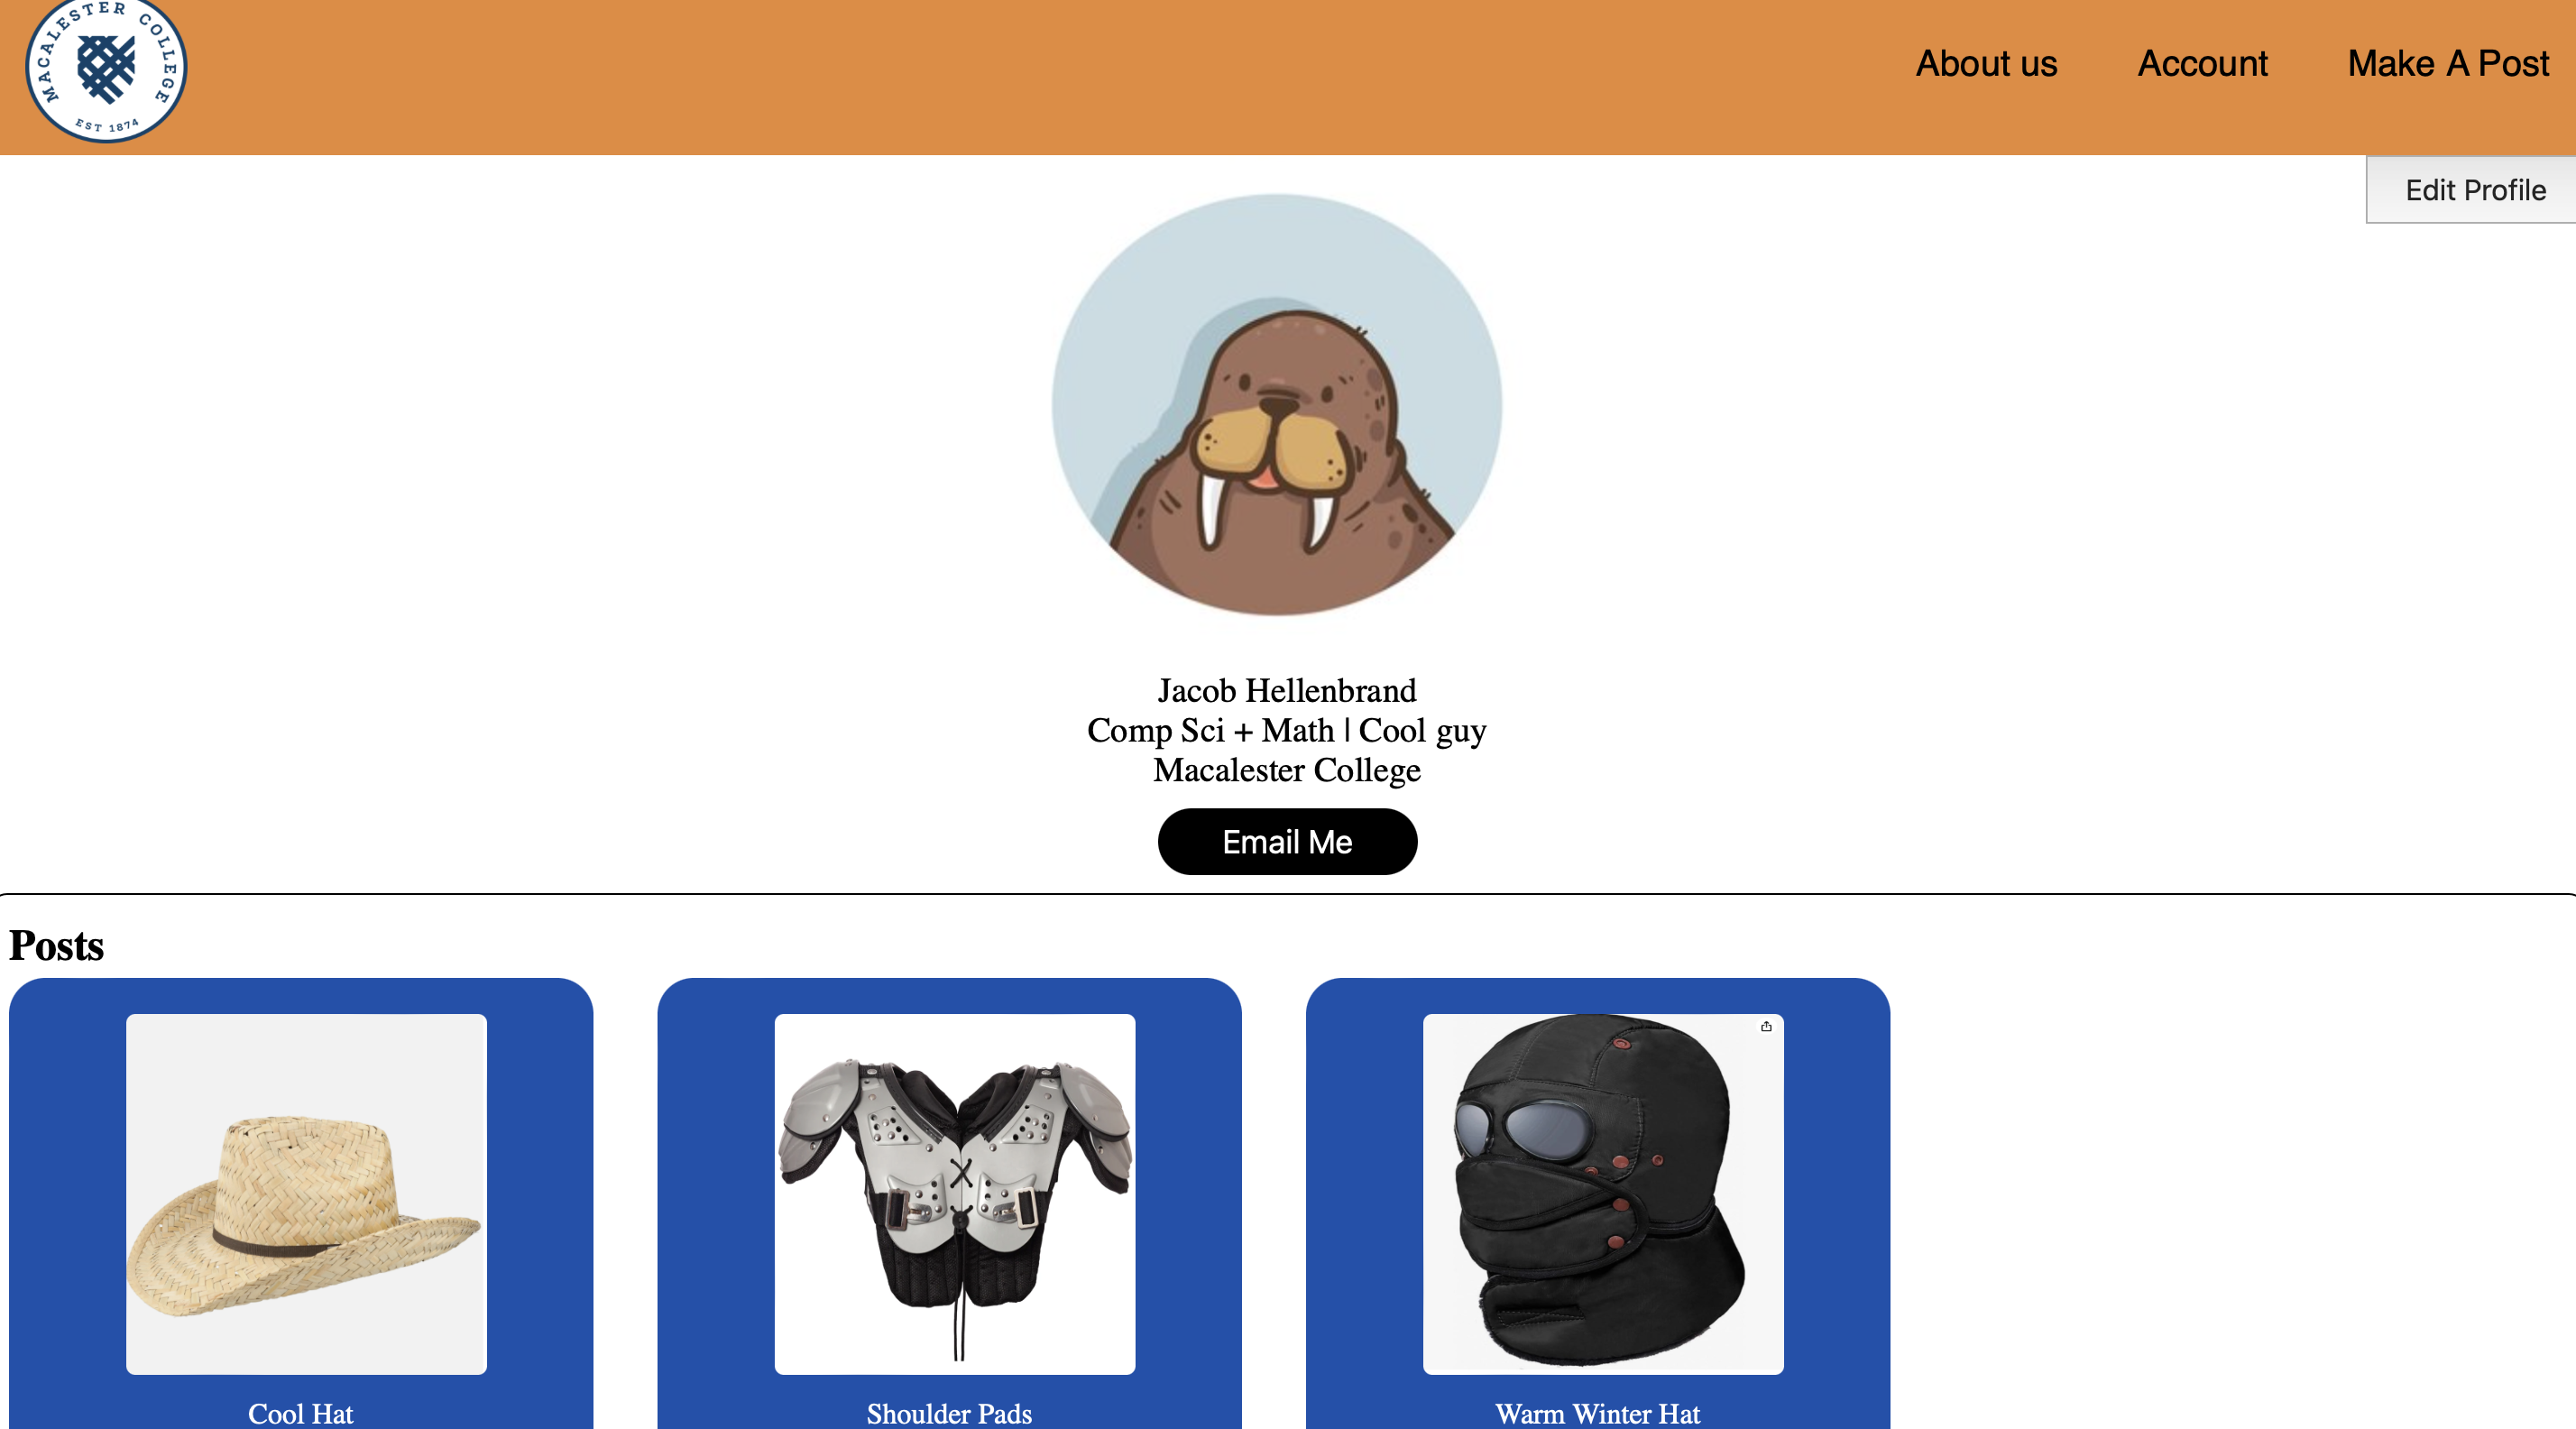 MACALESTER COLLEGE
EST 1874
About us
Account
Make A Post
Edit Profile
Jacob Hellenbrand
Comp Sci + Math | Cool guy
Macalester College
Email Me
Posts
Cool Hat
Shoulder Pads
Warm Winter Hat